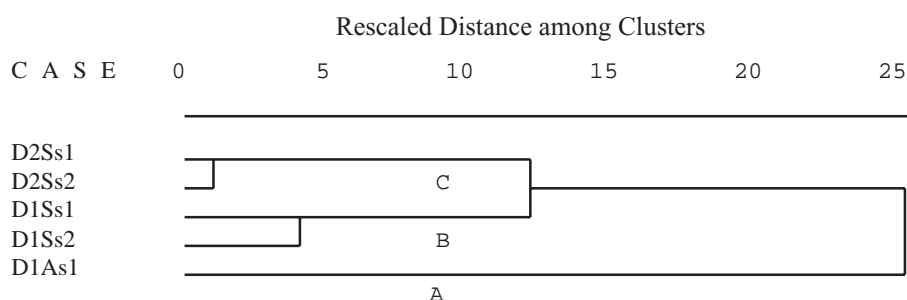 Rescaled Distance among Clusters
C A S E 0 5 10 15 20 25
D2Ss1
D2Ss2 C
D1Ss1
D1Ss2 B
D1As1
A